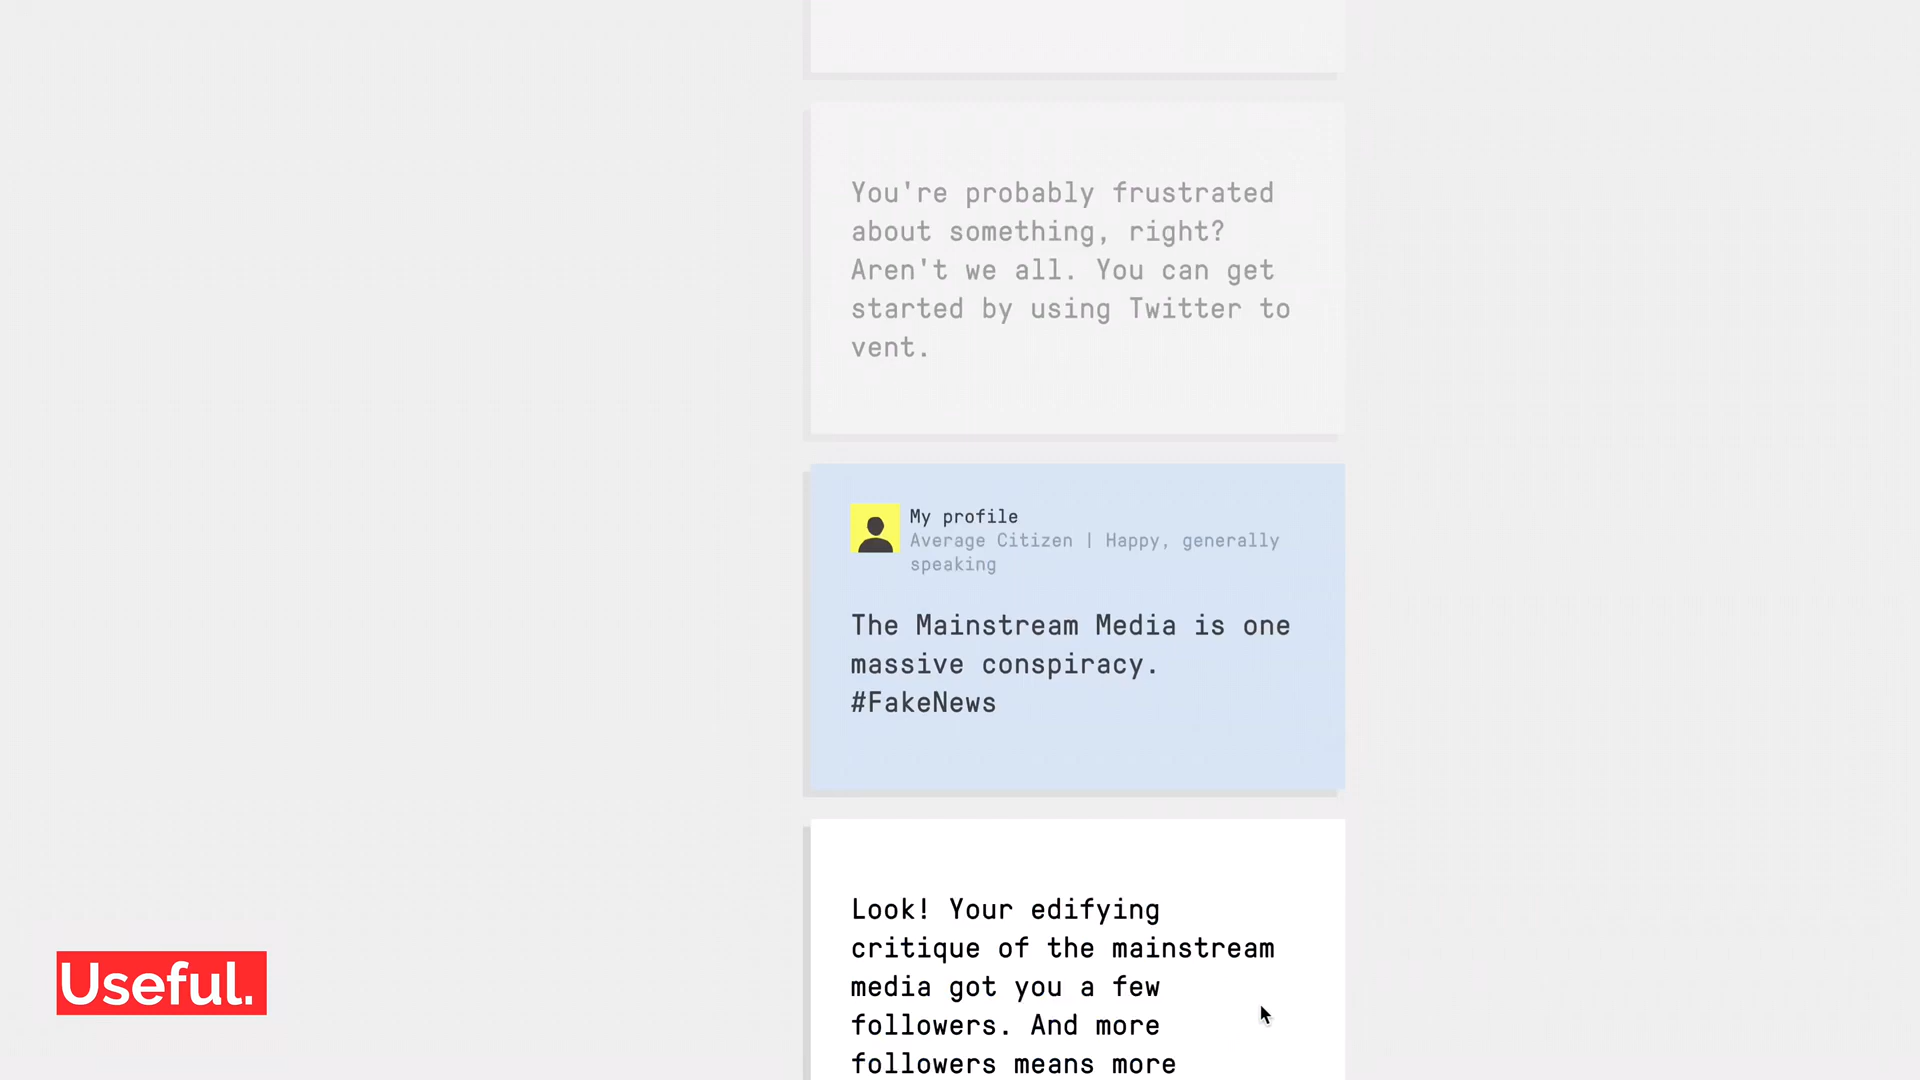 You're probably frustrated
about something, right?
Aren't we all. You can get
started by using Twitter to
vent.
My profile
Average Citizen | Happy, generally
speaking
The Mainstream Media is one
massive conspiracy.
#FakeNews
Look! Your edifying
critique of the mainstream
media got you a few
followers. And more
followers means more
Useful.